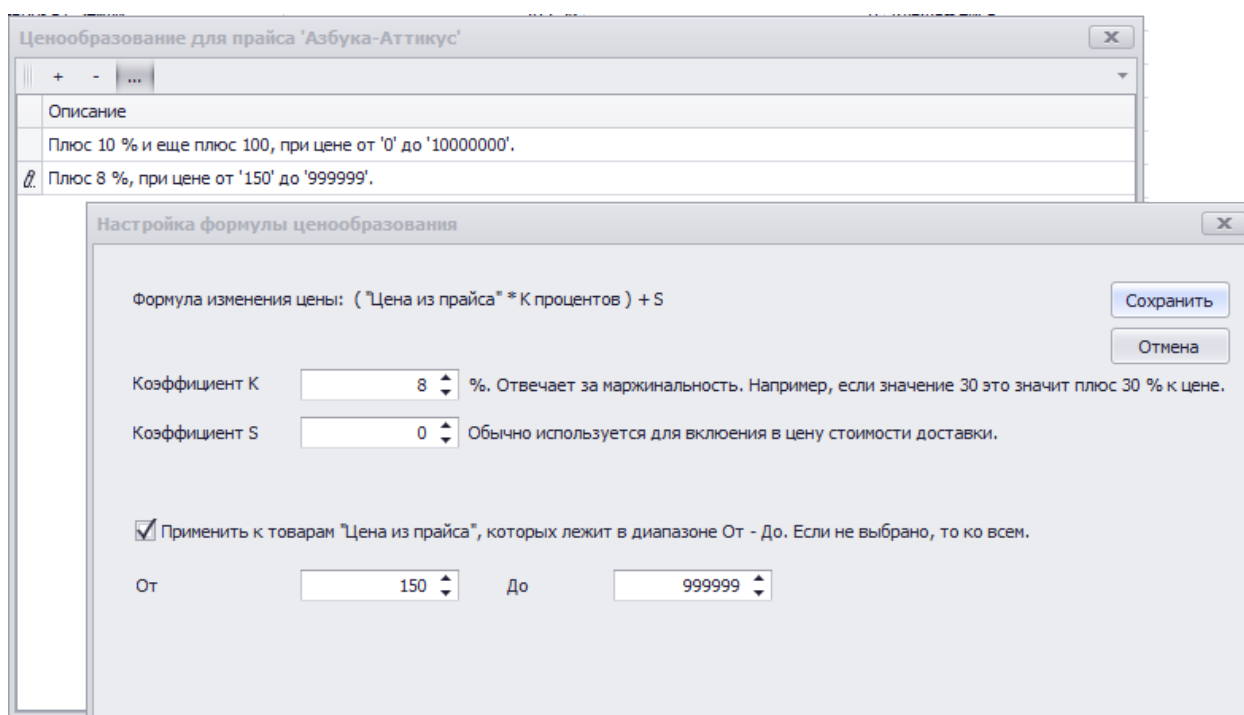 Ценообразование для прайса 'Азбука-Аттикус'
+ - ...
Описание
Плюс 10 % и еще плюс 100, при цене от '0' до '10000000'.
Плюс 8 %, при цене от '150' до '999999'.
Настройка формулы ценообразования
Формула изменения цены: ( "Цена из прайса" * К процентов ) + S
Сохранить
Отмена
Коэффициент К 8 %. Отвечает за маржинальность. Например, если значение 30 это значит плюс 30 % к цене.
Коэффициент S 0 Обычно используется для вклюения в цену стоимости доставки.
Применить к товарам "Цена из прайса", которых лежит в диапазоне От - До. Если не выбрано, то ко всем.
От 150 До 999999